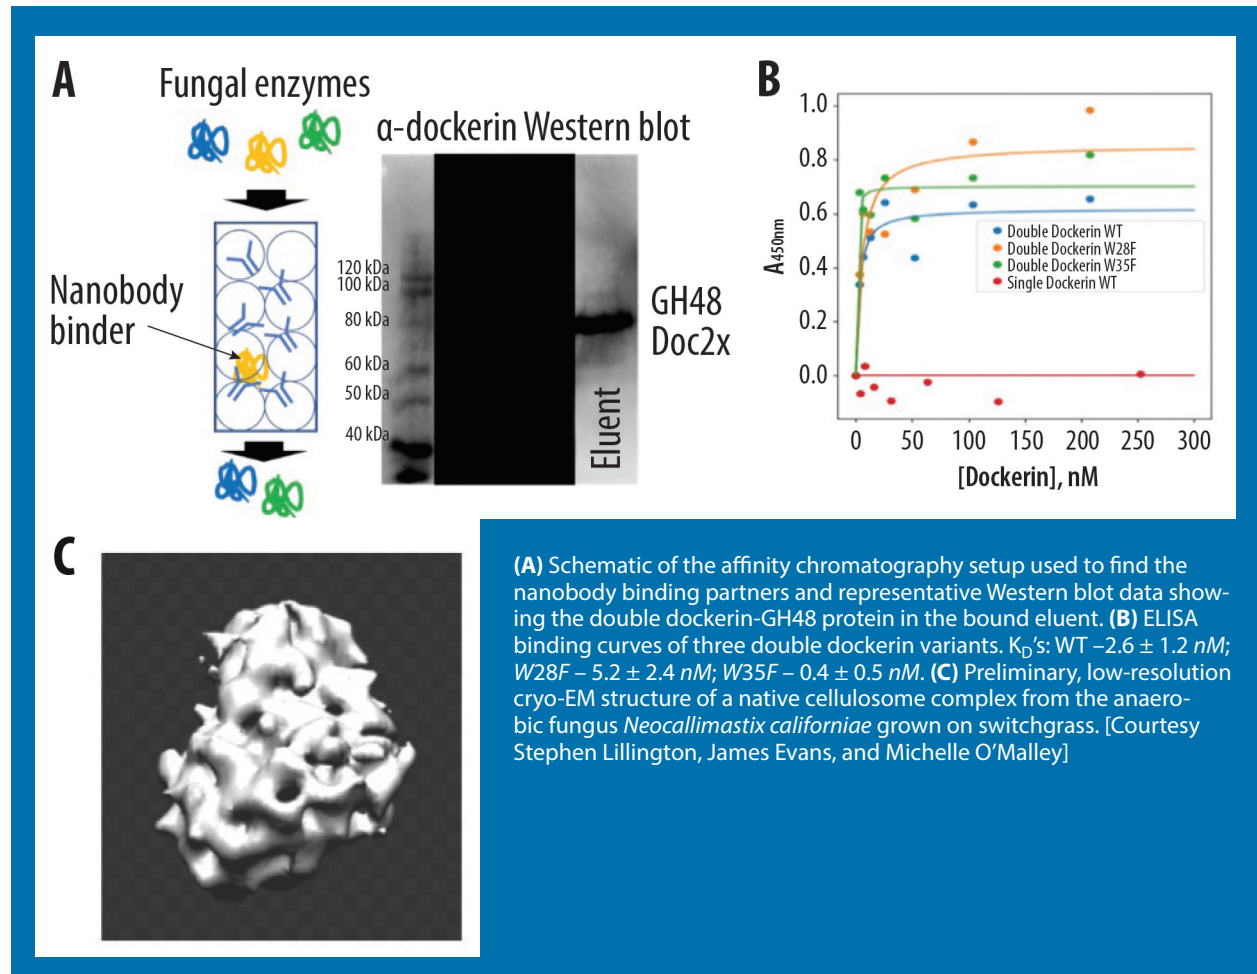 A
Fungal enzymes
α-dockerin Western blot
Nanobody
binder
120 kDa
100 kDa
80 kDa
60 kDa
50 kDa
40 kDa
GH48
Doc2x
Eluent
B
1.0
0.8
0.6
0.4
0.2
0.0
A450nm
Double Dockerin WT
Double Dockerin W28F
Double Dockerin W35F
Single Dockerin WT
0 50 100 150 200 250 300
[Dockerin], nM
C
(A) Schematic of the affinity chromatography setup used to find the
nanobody binding partners and representative Western blot data show-
ing the double dockerin-GH48 protein in the bound eluent. (B) ELISA
binding curves of three double dockerin variants. KD's: WT –2.6 ± 1.2 nM;
W28F – 5.2 ± 2.4 nM; W35F – 0.4 ± 0.5 nM. (C) Preliminary, low-resolution
cryo-EM structure of a native cellulosome complex from the anaero-
bic fungus Neocallimastix californiae grown on switchgrass. [Courtesy
Stephen Lillington, James Evans, and Michelle O'Malley]